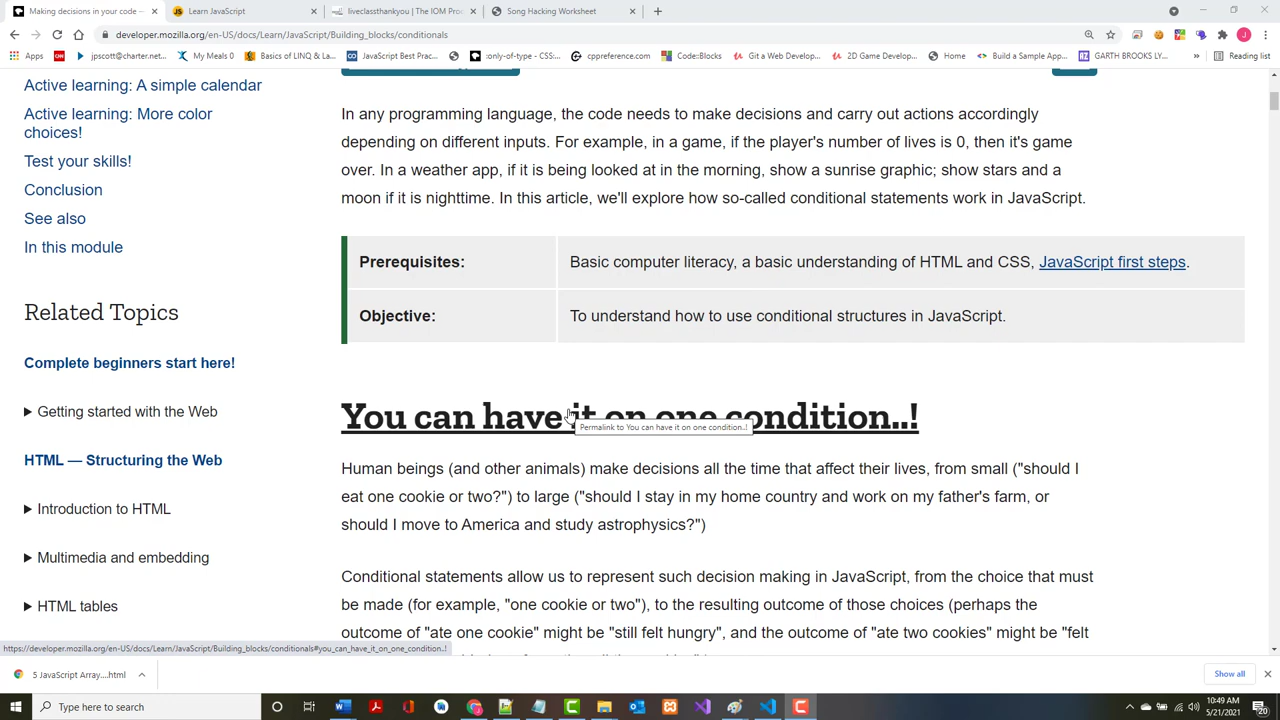 Making decisions in your code —
Learn JavaScript
liveclassthankyou | The IOM Pro
Song Hacking Worksheet
developer.mozilla.org/en-US/docs/Learn/JavaScript/Building_blocks/conditionals
Apps
CNN
jpscott@charter.net...
My Meals 0
Basics of LINQ & La...
JavaScript Best Prac...
:only-of-type - CSS:...
cppreference.com
Code::Blocks
Git a Web Develop...
2D Game Develop...
Home
Build a Sample App...
GARTH BROOKS LY...
»
Reading list
Active learning: A simple calendar
Active learning: More color
choices!
Test your skills!
Conclusion
See also
In this module
Related Topics
Complete beginners start here!
Getting started with the Web
HTML — Structuring the Web
Introduction to HTML
Multimedia and embedding
HTML tables
In any programming language, the code needs to make decisions and carry out actions accordingly
depending on different inputs. For example, in a game, if the player's number of lives is 0, then it's game
over. In a weather app, if it is being looked at in the morning, show a sunrise graphic; show stars and a
moon if it is nighttime. In this article, we'll explore how so-called conditional statements work in JavaScript.
Prerequisites:
Basic computer literacy, a basic understanding of HTML and CSS, JavaScript first steps.
Objective:
To understand how to use conditional structures in JavaScript.
You can have it on one condition..!
Permalink to You can have it on one condition..!
Human beings (and other animals) make decisions all the time that affect their lives, from small ("should I
eat one cookie or two?") to large ("should I stay in my home country and work on my father's farm, or
should I move to America and study astrophysics?")
Conditional statements allow us to represent such decision making in JavaScript, from the choice that must
be made (for example, "one cookie or two"), to the resulting outcome of those choices (perhaps the
outcome of "ate one cookie" might be "still felt hungry", and the outcome of "ate two cookies" might be "felt
https://developer.mozilla.org/en-US/docs/Learn/JavaScript/Building_blocks/conditionals#you_can_have_it_on_one_condition..!
5 JavaScript Array....html
Show all
Type here to search
10:49 AM
5/21/2021
20